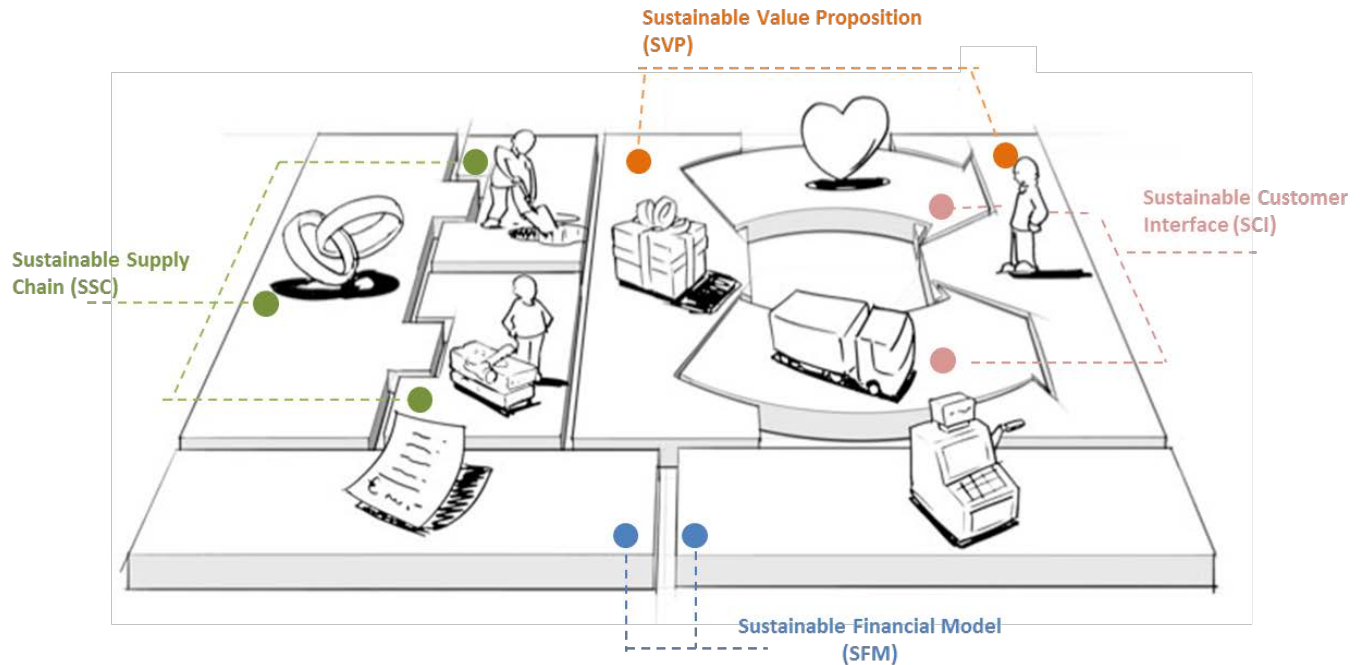 Sustainable Value Proposition
(SVP)
Sustainable Customer
Interface (SCI)
Sustainable Supply
Chain (SSC)
€
Sustainable Financial Model
(SFM)